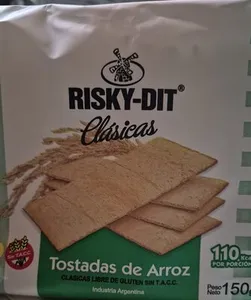 RISKY-DIT®
Clásicas
Sin T.A.C.C.
Tostadas de Arroz
CLÁSICAS LIBRE DE GLUTEN SIN T.A.C.C.
Industria Argentina
110 Kcal
POR PORCIÓN
Peso
Neto 150